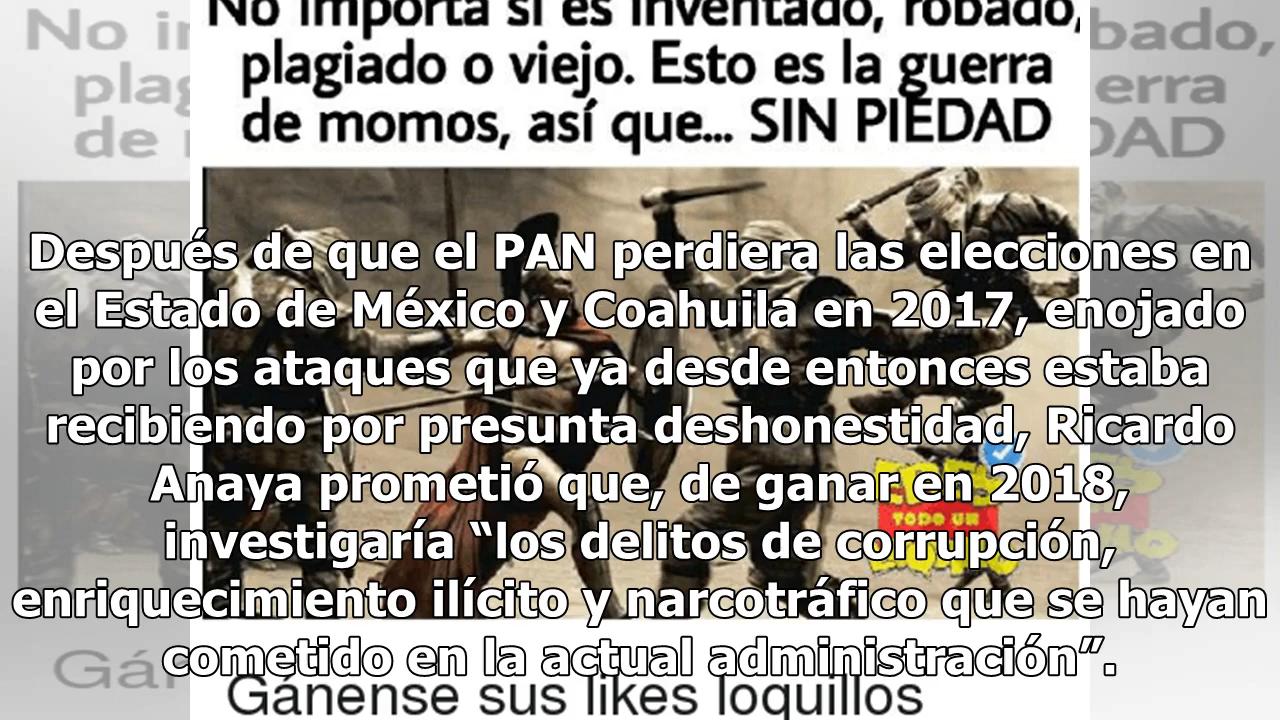 No importa si es inventado, robado,
plagiado o viejo. Esto es la guerra
de momos, así que... SIN PIEDAD
Después de que el PAN perdiera las elecciones en
el Estado de México y Coahuila en 2017, enojado
por los ataques que ya desde entonces estaba
recibiendo por presunta deshonestidad, Ricardo
Anaya prometió que, de ganar en 2018,
investigaría “los delitos de corrupción,
enriquecimiento ilícito y narcotráfico que se hayan
cometido en la actual administración”.
TODO UN
Gánense sus likes loquillos